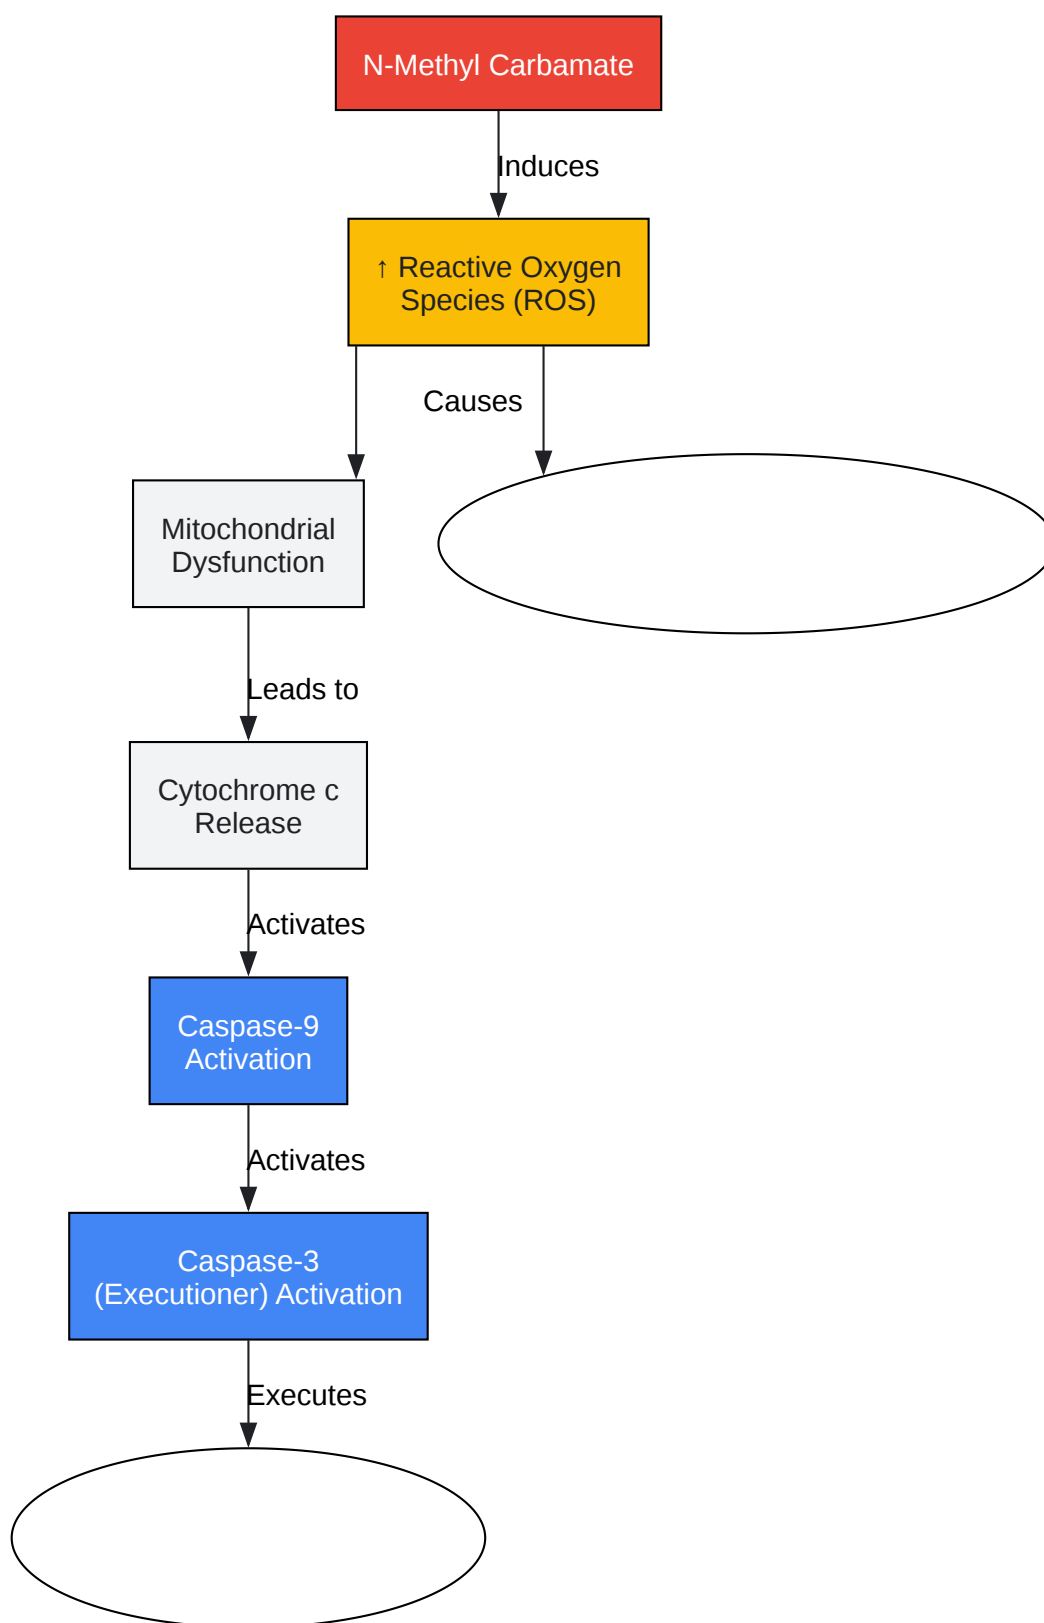 N-Methyl Carbamate
Induces
↑ Reactive Oxygen
Species (ROS)
Causes
Mitochondrial
Dysfunction
Leads to
Cytochrome c
Release
Activates
Caspase-9
Activation
Activates
Caspase-3
(Executioner) Activation
Executes